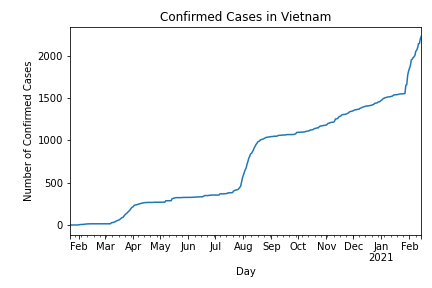 Confirmed Cases in Vietnam
Number of Confirmed Cases
2000
1500
1000
500
0
Feb Mar Apr May Jun Jul Aug Sep Oct Nov Dec Jan Feb
2021
Day